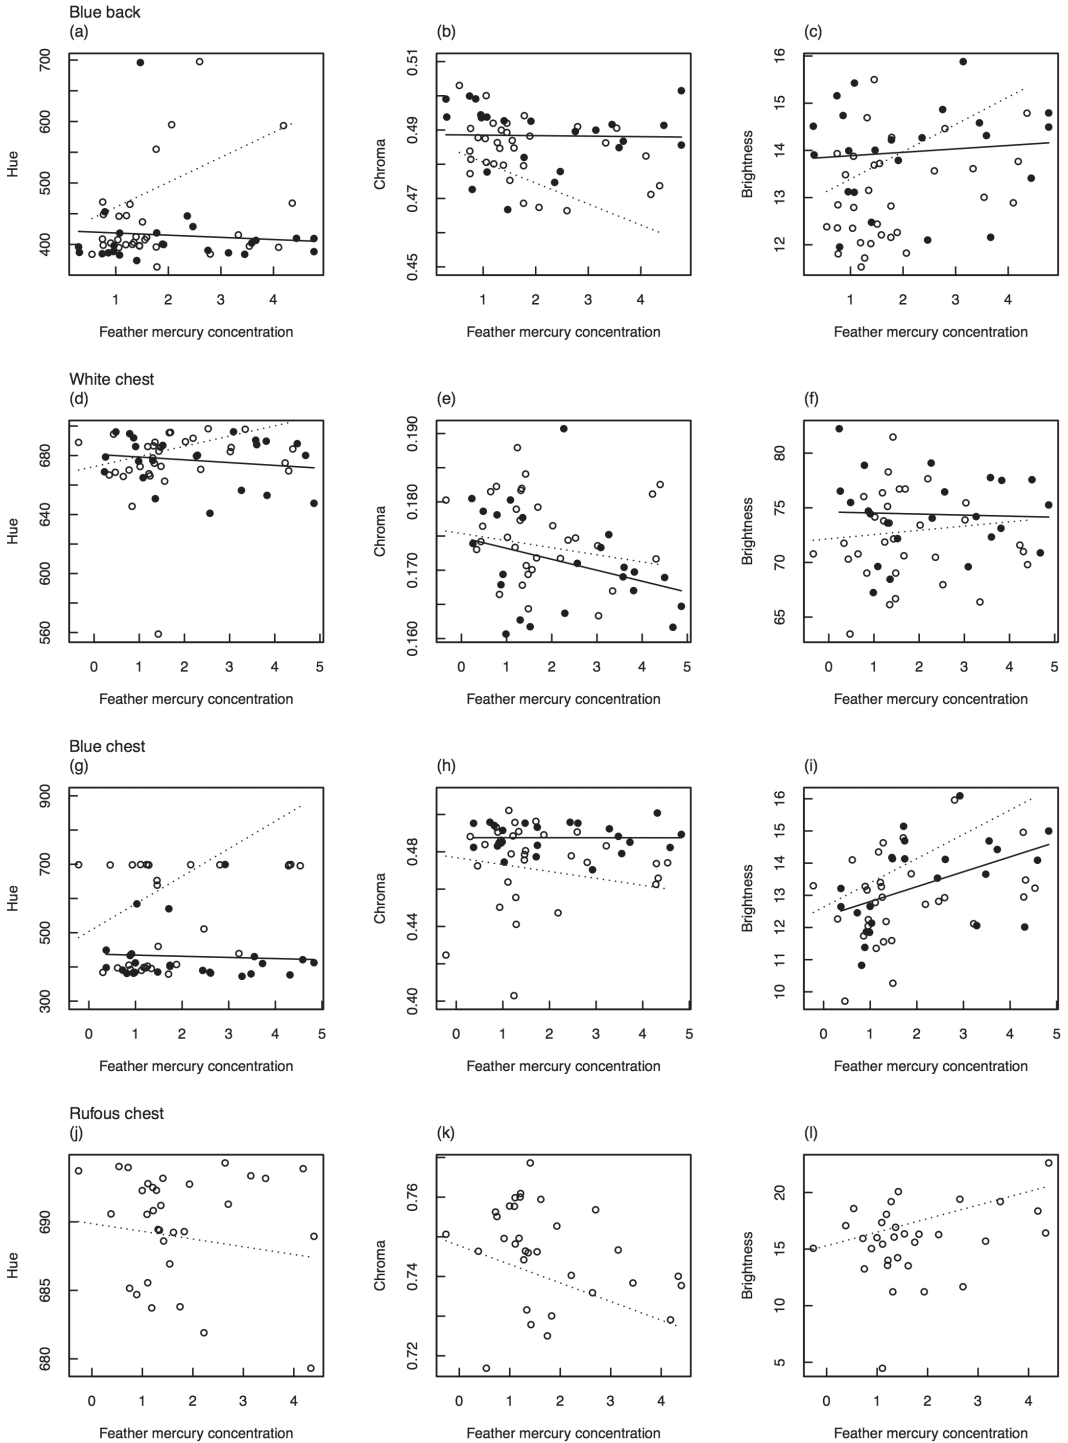 Blue back
(a) (b) (c)
700
600
500
400
Hue
1 2 3 4
Feather mercury concentration
0.51
0.49
0.47
0.45
Chroma
1 2 3 4
Feather mercury concentration
16
15
14
13
12
Brightness
1 2 3 4
Feather mercury concentration
White chest
(d) (e) (f)
680
640
600
560
Hue
0 1 2 3 4 5
Feather mercury concentration
0.190
0.180
0.170
0.160
Chroma
0 1 2 3 4 5
Feather mercury concentration
80
75
70
65
Brightness
0 1 2 3 4 5
Feather mercury concentration
Blue chest
(g) (h) (i)
900
700
500
300
Hue
0 1 2 3 4 5
Feather mercury concentration
0.48
0.44
0.40
Chroma
0 1 2 3 4 5
Feather mercury concentration
16
15
14
13
12
11
10
Brightness
0 1 2 3 4 5
Feather mercury concentration
Rufous chest
(j) (k) (l)
690
685
680
Hue
0 1 2 3 4
Feather mercury concentration
0.76
0.74
0.72
Chroma
0 1 2 3 4
Feather mercury concentration
20
15
10
5
Brightness
0 1 2 3 4
Feather mercury concentration